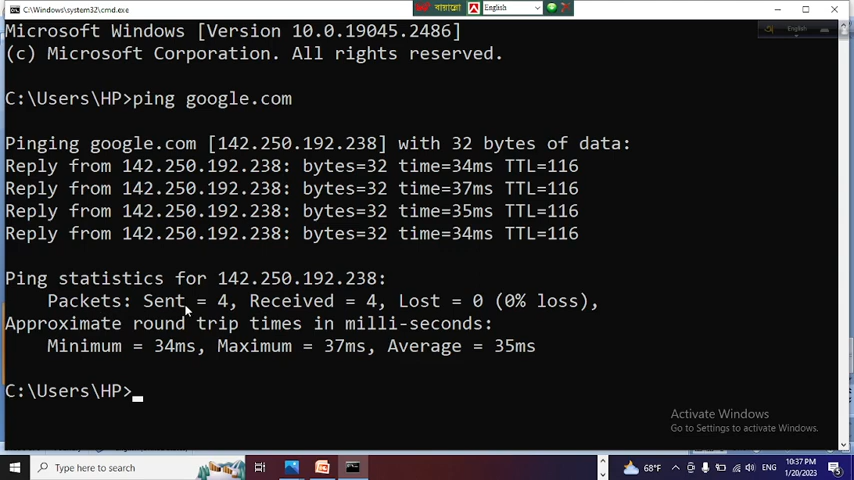 C:\Windows\system32\cmd.exe
বায়ান্নো
English
Microsoft Windows [Version 10.0.19045.2486]
English
(c) Microsoft Corporation. All rights reserved.
C:\Users\HP>ping google.com
Pinging google.com [142.250.192.238] with 32 bytes of data:
Reply from 142.250.192.238: bytes=32 time=34ms TTL=116
Reply from 142.250.192.238: bytes=32 time=37ms TTL=116
Reply from 142.250.192.238: bytes=32 time=35ms TTL=116
Reply from 142.250.192.238: bytes=32 time=34ms TTL=116
Ping statistics for 142.250.192.238:
Packets: Sent = 4, Received = 4, Lost = 0 (0% loss),
Approximate round trip times in milli-seconds:
Minimum = 34ms, Maximum = 37ms, Average = 35ms
C:\Users\HP>
Activate Windows
Go to Settings to activate Windows.
Type here to search
68°F
ENG
10:37 PM
1/20/2023
5